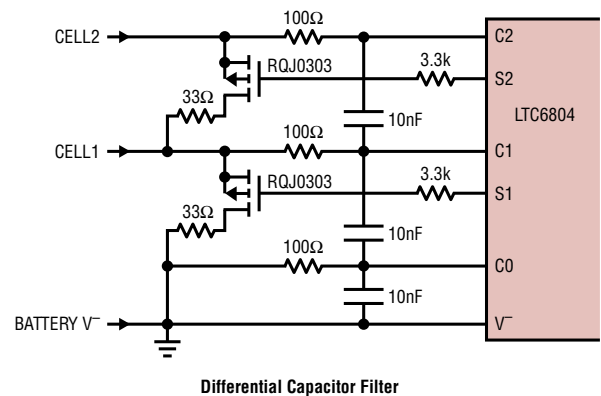 CELL2
100Ω
C2
RQJ0303
3.3k
S2
33Ω
10nF
LTC6804
CELL1
100Ω
C1
RQJ0303
3.3k
S1
33Ω
10nF
100Ω
C0
10nF
BATTERY V–
V–
Differential Capacitor Filter